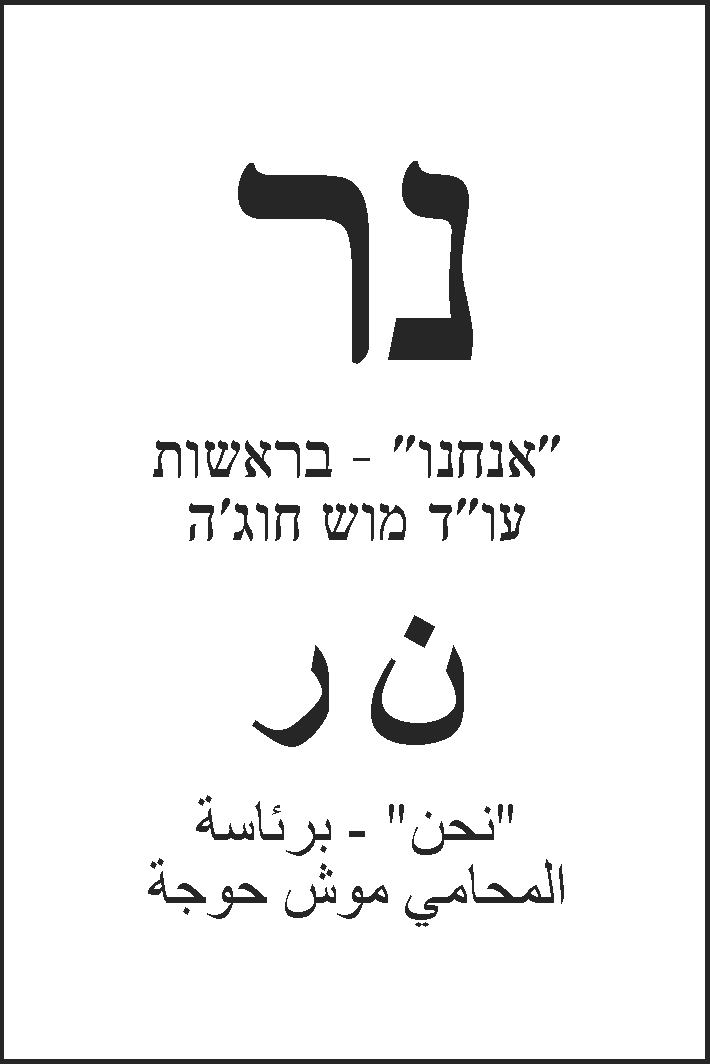 נר
"אנחנו" - בראשות
עו"ד מוש חוג'ה
ن ر
"نحن" - برئاسة
المحامي موش حوجة